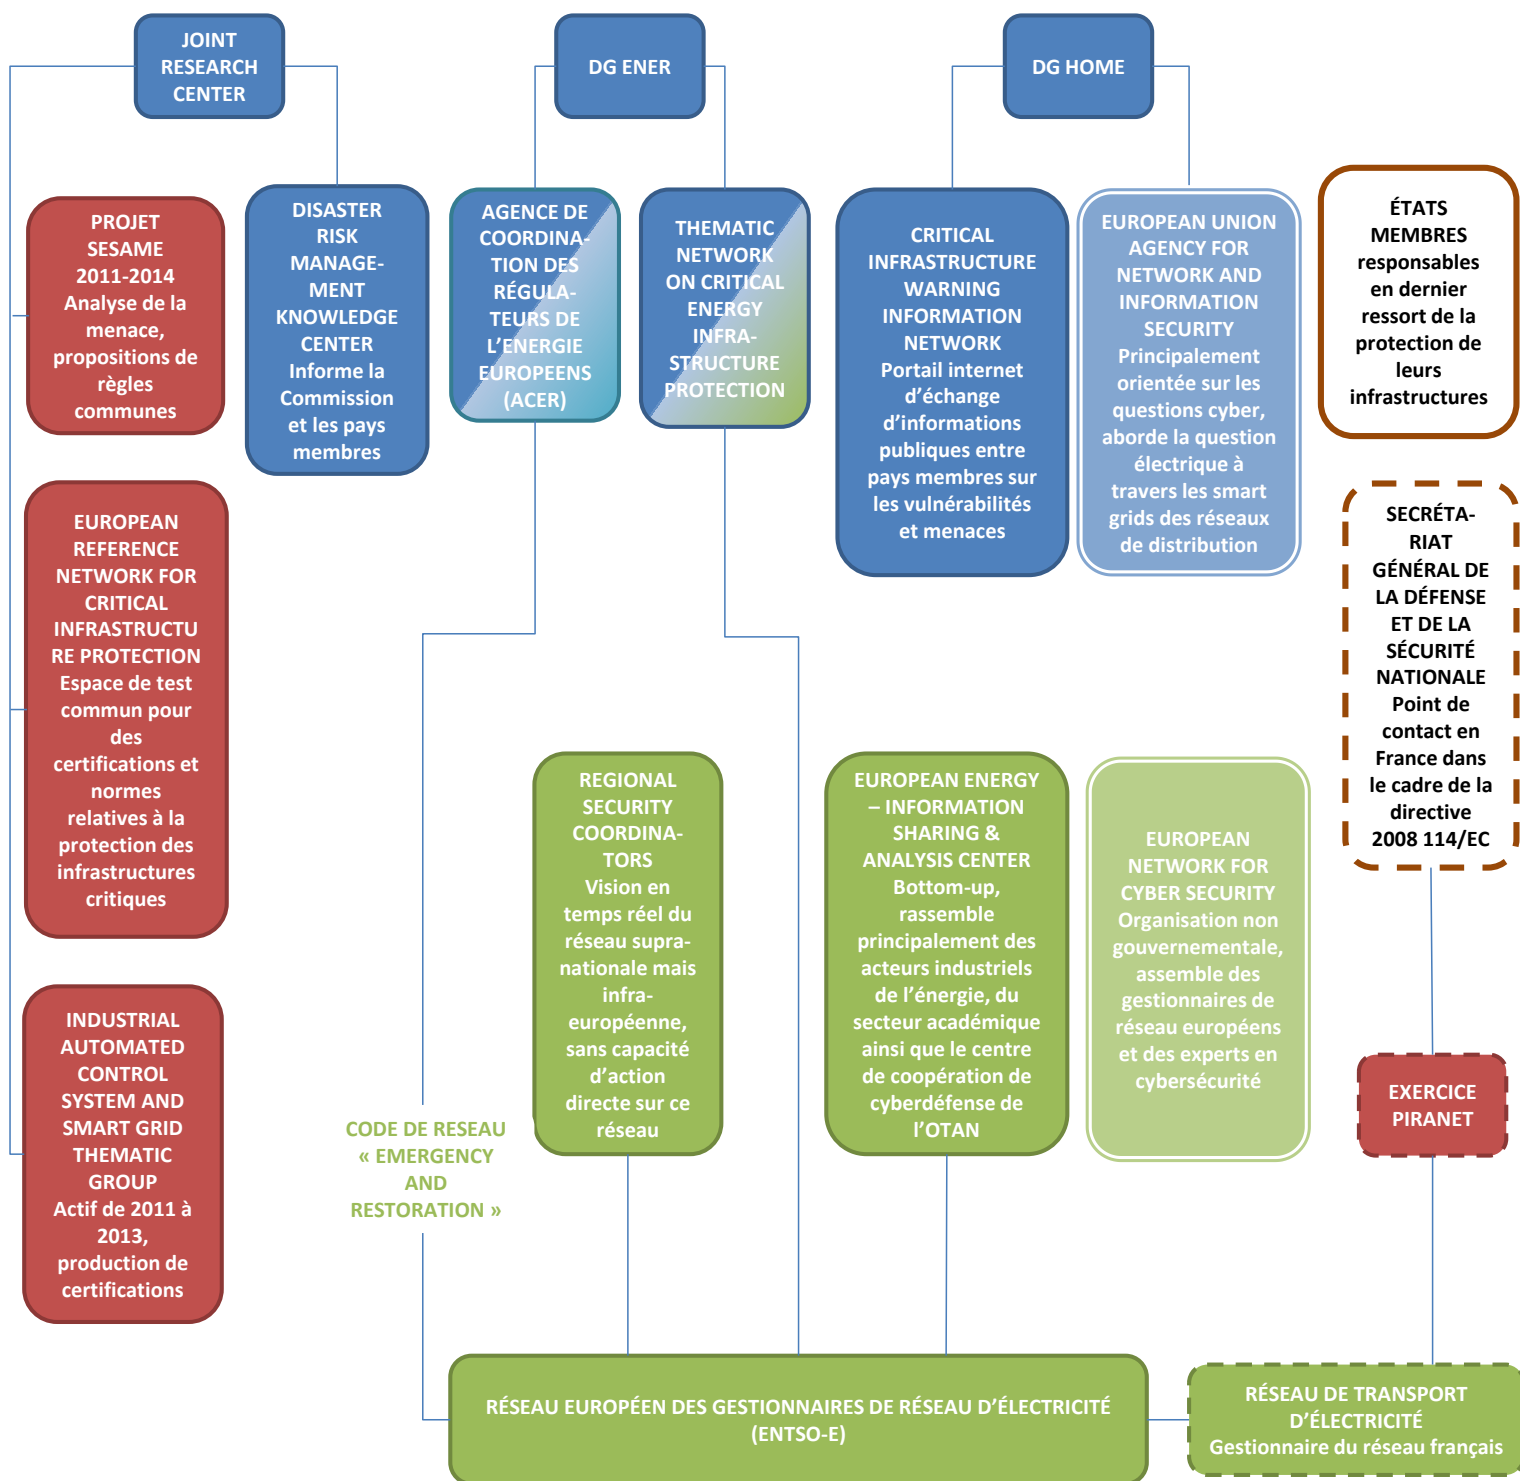 JOINT
RESEARCH
CENTER
DG ENER
DG HOME
PROJET
SESAME
2011-2014
Analyse de la
menace,
propositions de
règles
communes
DISASTER
RISK
MANAGE-
MENT
KNOWLEDGE
CENTER
Informe la
Commission
et les pays
membres
AGENCE DE
COORDINA-
TION DES
RÉGULA-
TEURS DE
L’ENERGIE
EUROPEENS
(ACER)
THEMATIC
NETWORK
ON CRITICAL
ENERGY
INFRA-
STRUCTURE
PROTECTION
CRITICAL
INFRASTRUCTURE
WARNING
INFORMATION
NETWORK
Portail internet
d’échange
d’informations
publiques entre
pays membres sur
les vulnérabilités
et menaces
EUROPEAN UNION
AGENCY FOR
NETWORK AND
INFORMATION
SECURITY
Principalement
orientée sur les
questions cyber,
aborde la question
électrique à
travers les smart
grids des réseaux
de distribution
ÉTATS
MEMBRES
responsables
en dernier
ressort de la
protection de
leurs
infrastructures
EUROPEAN
REFERENCE
NETWORK FOR
CRITICAL
INFRASTRUCTU
RE PROTECTION
Espace de test
commun pour
des
certifications et
normes
relatives à la
protection des
infrastructures
critiques
SECRÉTA-
RIAT
GÉNÉRAL DE
LA DÉFENSE
ET DE LA
SÉCURITÉ
NATIONALE
Point de
contact en
France dans
le cadre de la
directive
2008 114/EC
REGIONAL
SECURITY
COORDINA-
TORS
Vision en
temps réel du
réseau supra-
nationale mais
infra-
européenne,
sans capacité
d’action
directe sur ce
réseau
EUROPEAN ENERGY
– INFORMATION
SHARING &
ANALYSIS CENTER
Bottom-up,
rassemble
principalement des
acteurs industriels
de l’énergie, du
secteur académique
ainsi que le centre
de coopération de
cyberdéfense de
l’OTAN
EUROPEAN
NETWORK FOR
CYBER SECURITY
Organisation non
gouvernementale,
assemble des
gestionnaires de
réseau européens
et des experts en
cybersécurité
INDUSTRIAL
AUTOMATED
CONTROL
SYSTEM AND
SMART GRID
THEMATIC
GROUP
Actif de 2011 à
2013,
production de
certifications
CODE DE RESEAU
« EMERGENCY
AND
RESTORATION »
EXERCICE
PIRANET
RÉSEAU EUROPÉEN DES GESTIONNAIRES DE RÉSEAU D’ÉLECTRICITÉ
(ENTSO-E)
RÉSEAU DE TRANSPORT
D’ÉLECTRICITÉ
Gestionnaire du réseau français